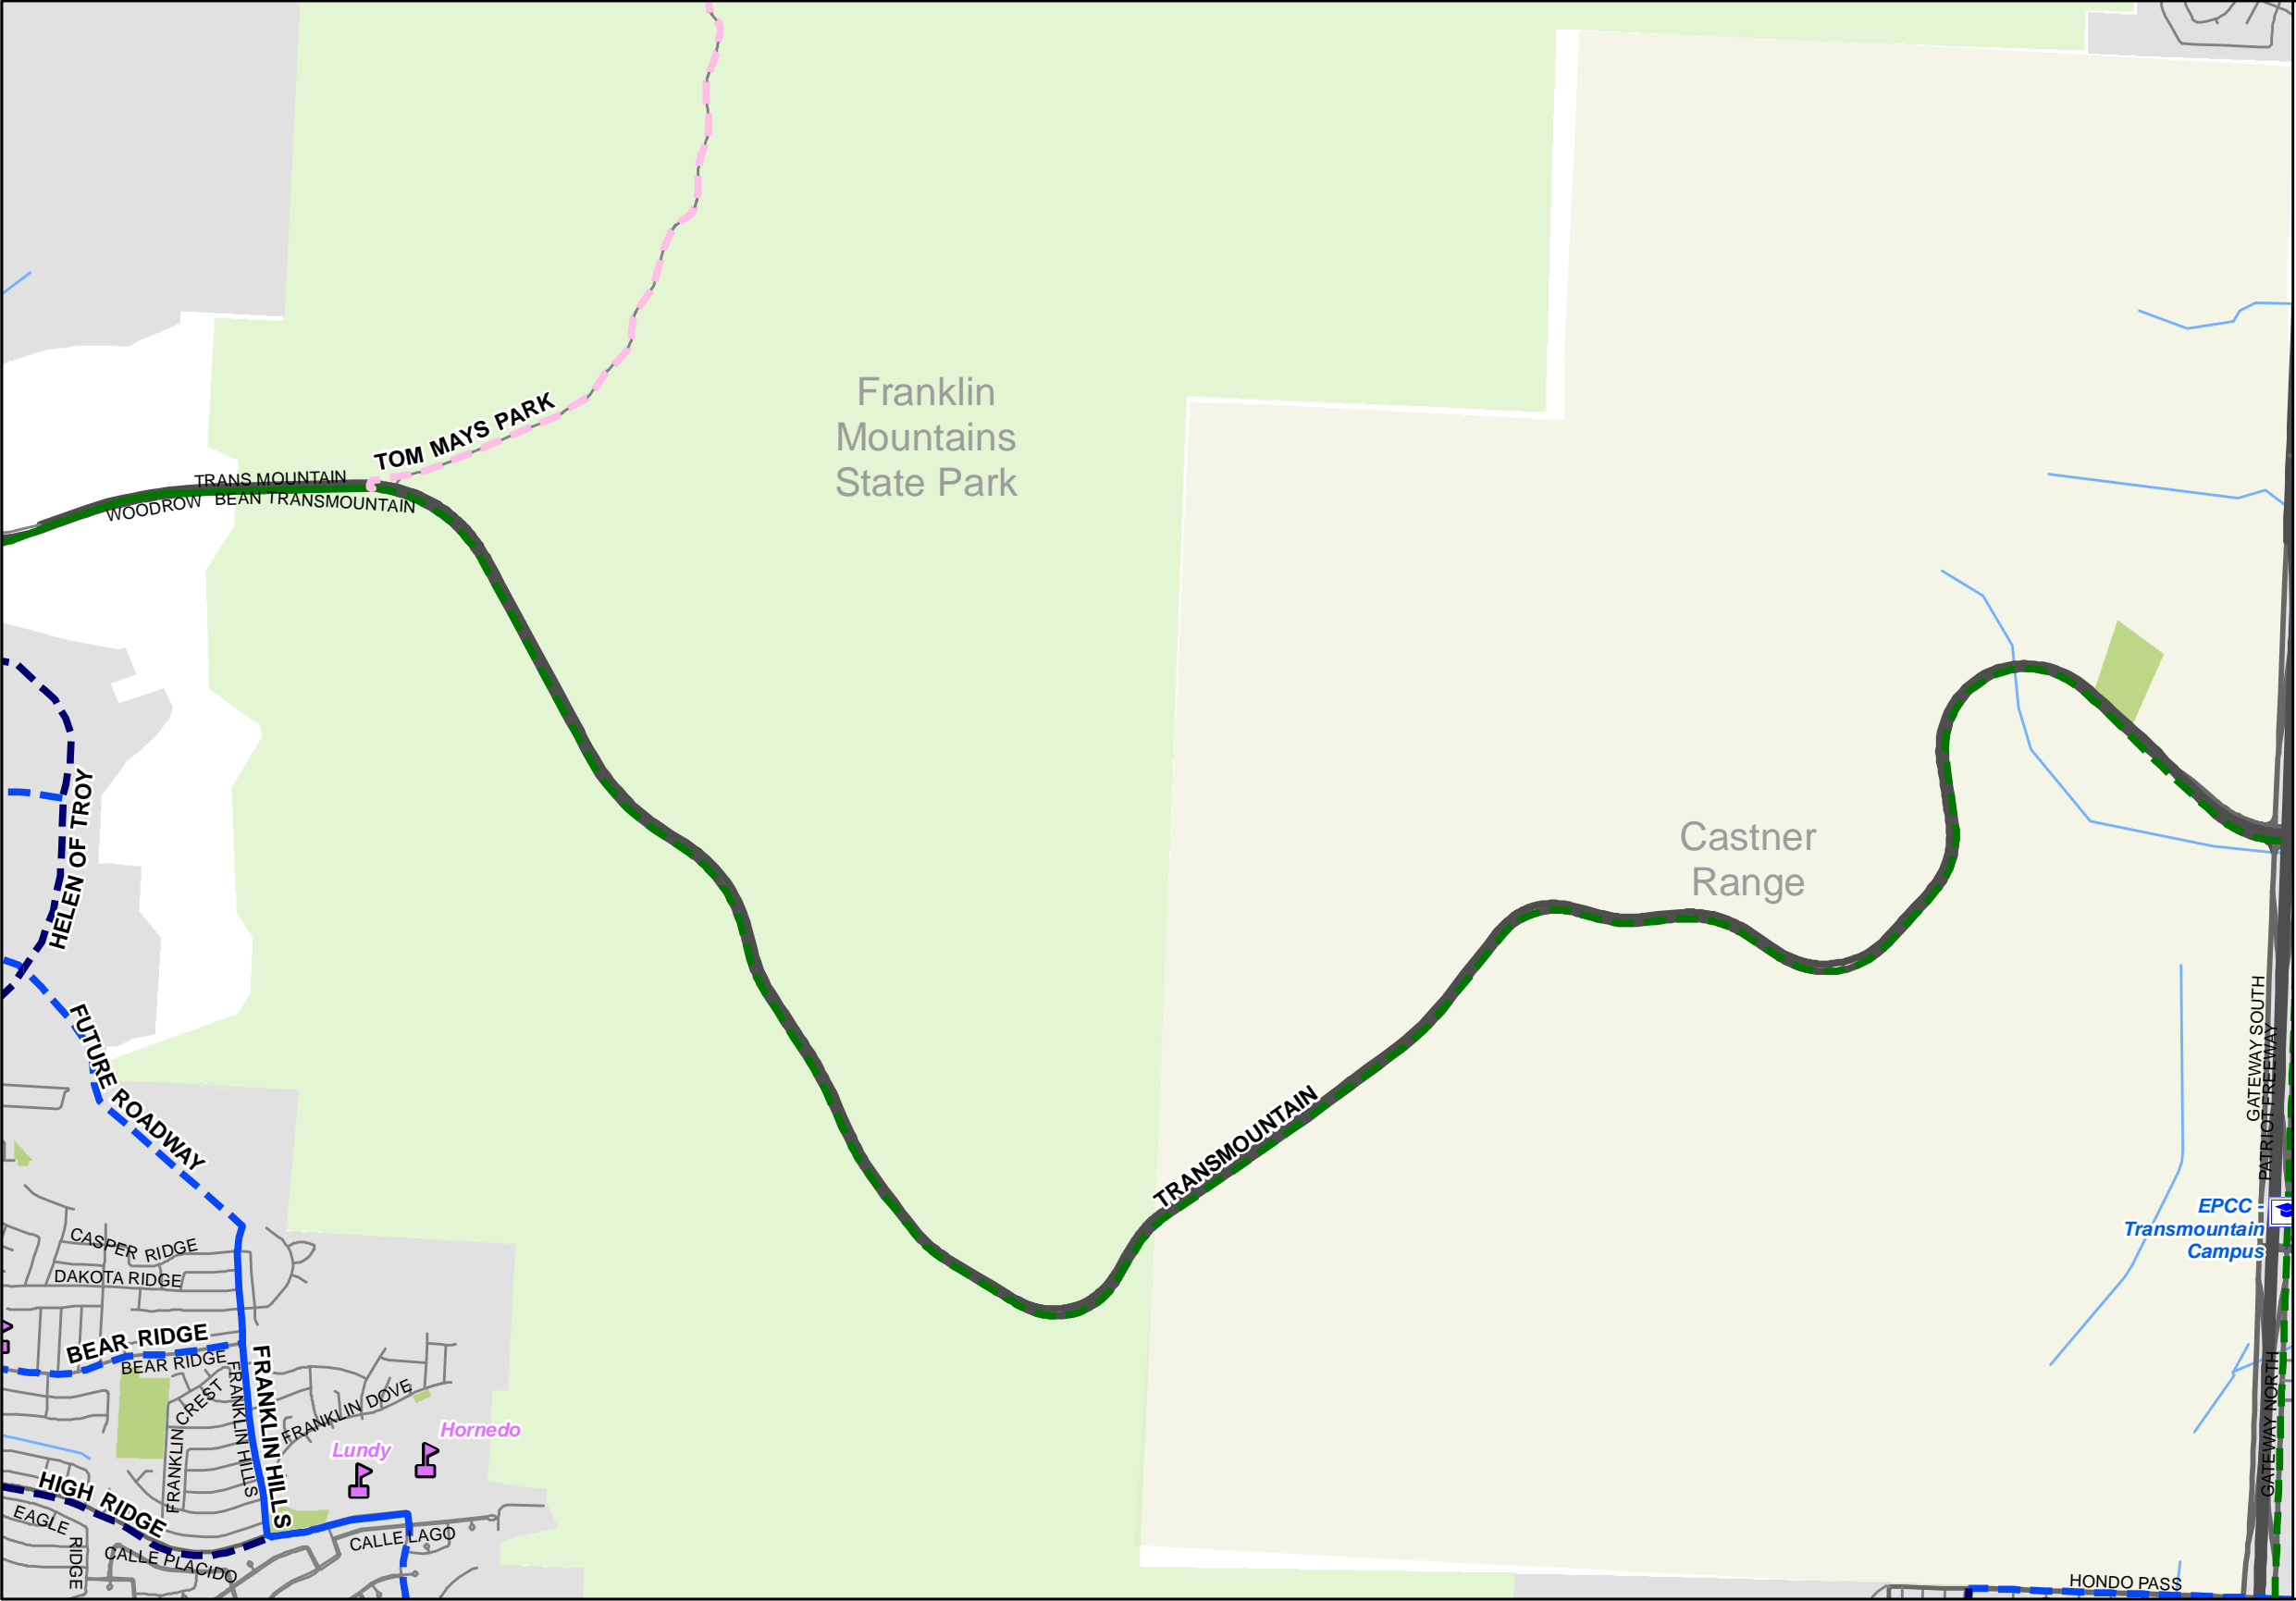 Franklin
Mountains
State Park
TOM MAYS PARK
TRANS MOUNTAIN
WOODROW BEAN TRANSMOUNTAIN
HELEN OF TROY
Castner
Range
FUTURE ROADWAY
TRANSMOUNTAIN
GATEWAY SOUTH
PATRIOT FREEWAY
EPCC -
Transmountain
Campus
CASPER RIDGE
DAKOTA RIDGE
BEAR RIDGE
BEAR RIDGE
FRANKLIN HILLS
FRANKLIN HILLS
FRANKLIN CREST
FRANKLIN DOVE
Hornedo
Lundy
GATEWAY NORTH
HIGH RIDGE
EAGLE RIDGE
CALLE PLACIDO
CALLE LAGO
HONDO PASS